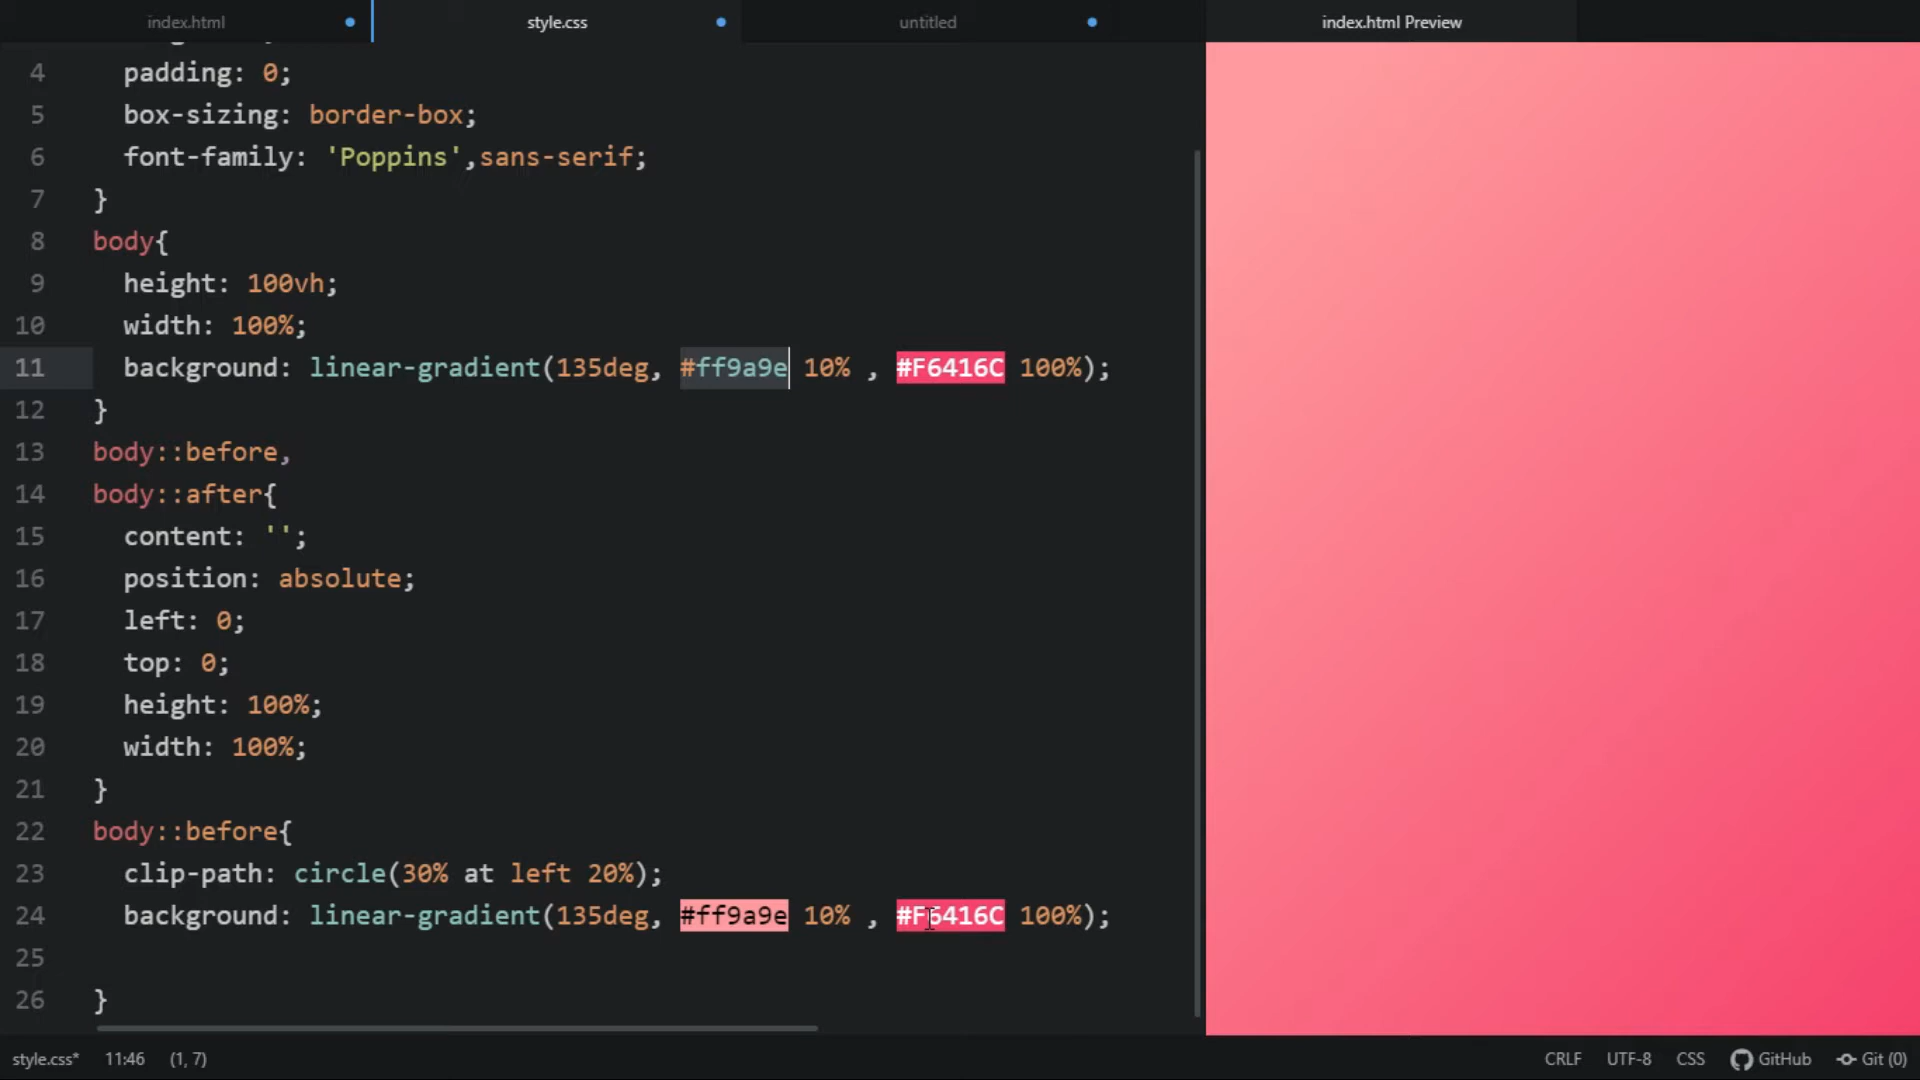 index.html
style.css
untitled
index.html Preview
4 padding: 0;
5 box-sizing: border-box;
6 font-family: 'Poppins',sans-serif;
7 }
8 body{
9 height: 100vh;
10 width: 100%;
11 background: linear-gradient(135deg, #ff9a9e 10% , #F6416C 100%);
12 }
13 body::before,
14 body::after{
15 content: '';
16 position: absolute;
17 left: 0;
18 top: 0;
19 height: 100%;
20 width: 100%;
21 }
22 body::before{
23 clip-path: circle(30% at left 20%);
24 background: linear-gradient(135deg, #ff9a9e 10% , #F6416C 100%);
25
26 }
style.css* 11:46 (1, 7) CRLF UTF-8 CSS GitHub Git (0)